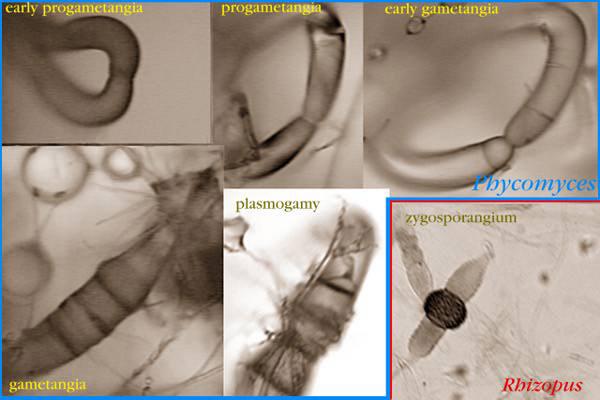 early progametangia
progametangia
early gametangia
Phycomyces
plasmogamy
zygosporangium
gametangia
Rhizopus